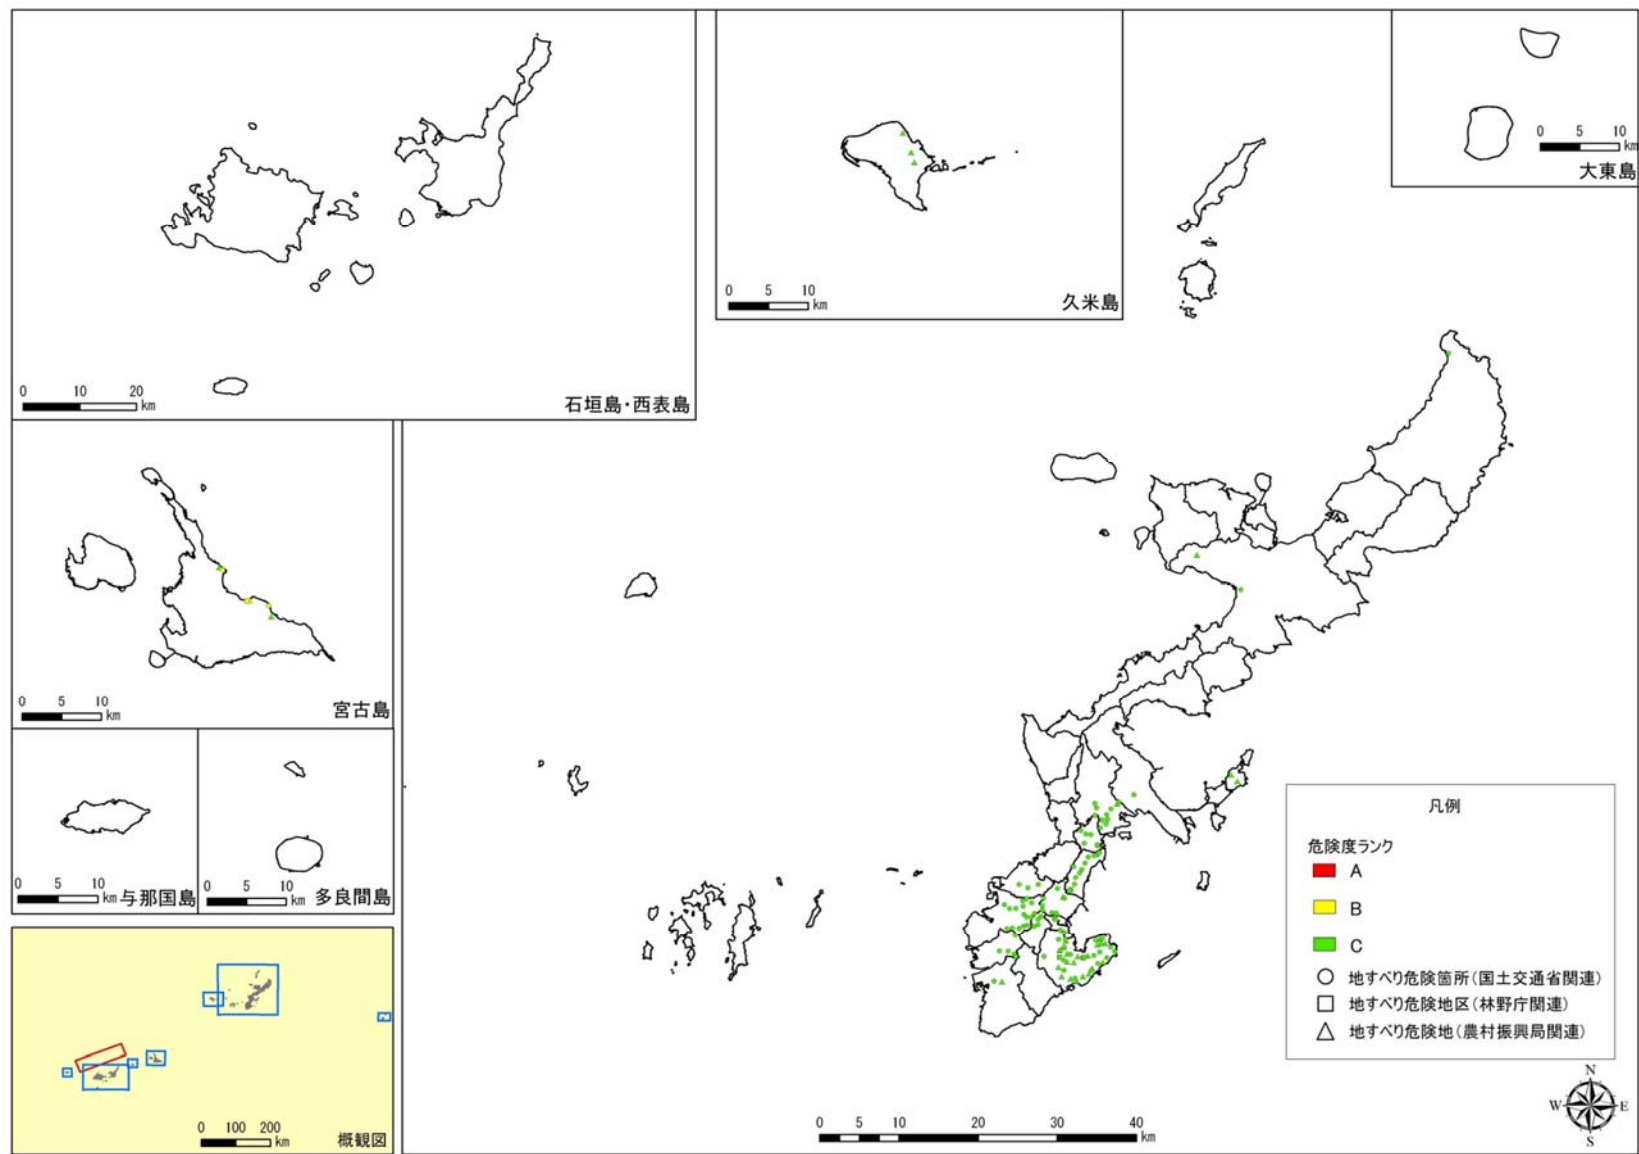 0 10 20 km
石垣島・西表島
0 5 10 km
久米島
0 5 10 km
大東島
0 5 10 km
宮古島
0 5 10 km
与那国島
0 5 10 km
多良間島
0 100 200 km
概観図
凡例
危険度ランク
A
B
C
地すべり危険箇所(国土交通省関連)
地すべり危険地区(林野庁関連)
地すべり危険地(農村振興局関連)
N
W E
S
0 5 10 20 30 40 km